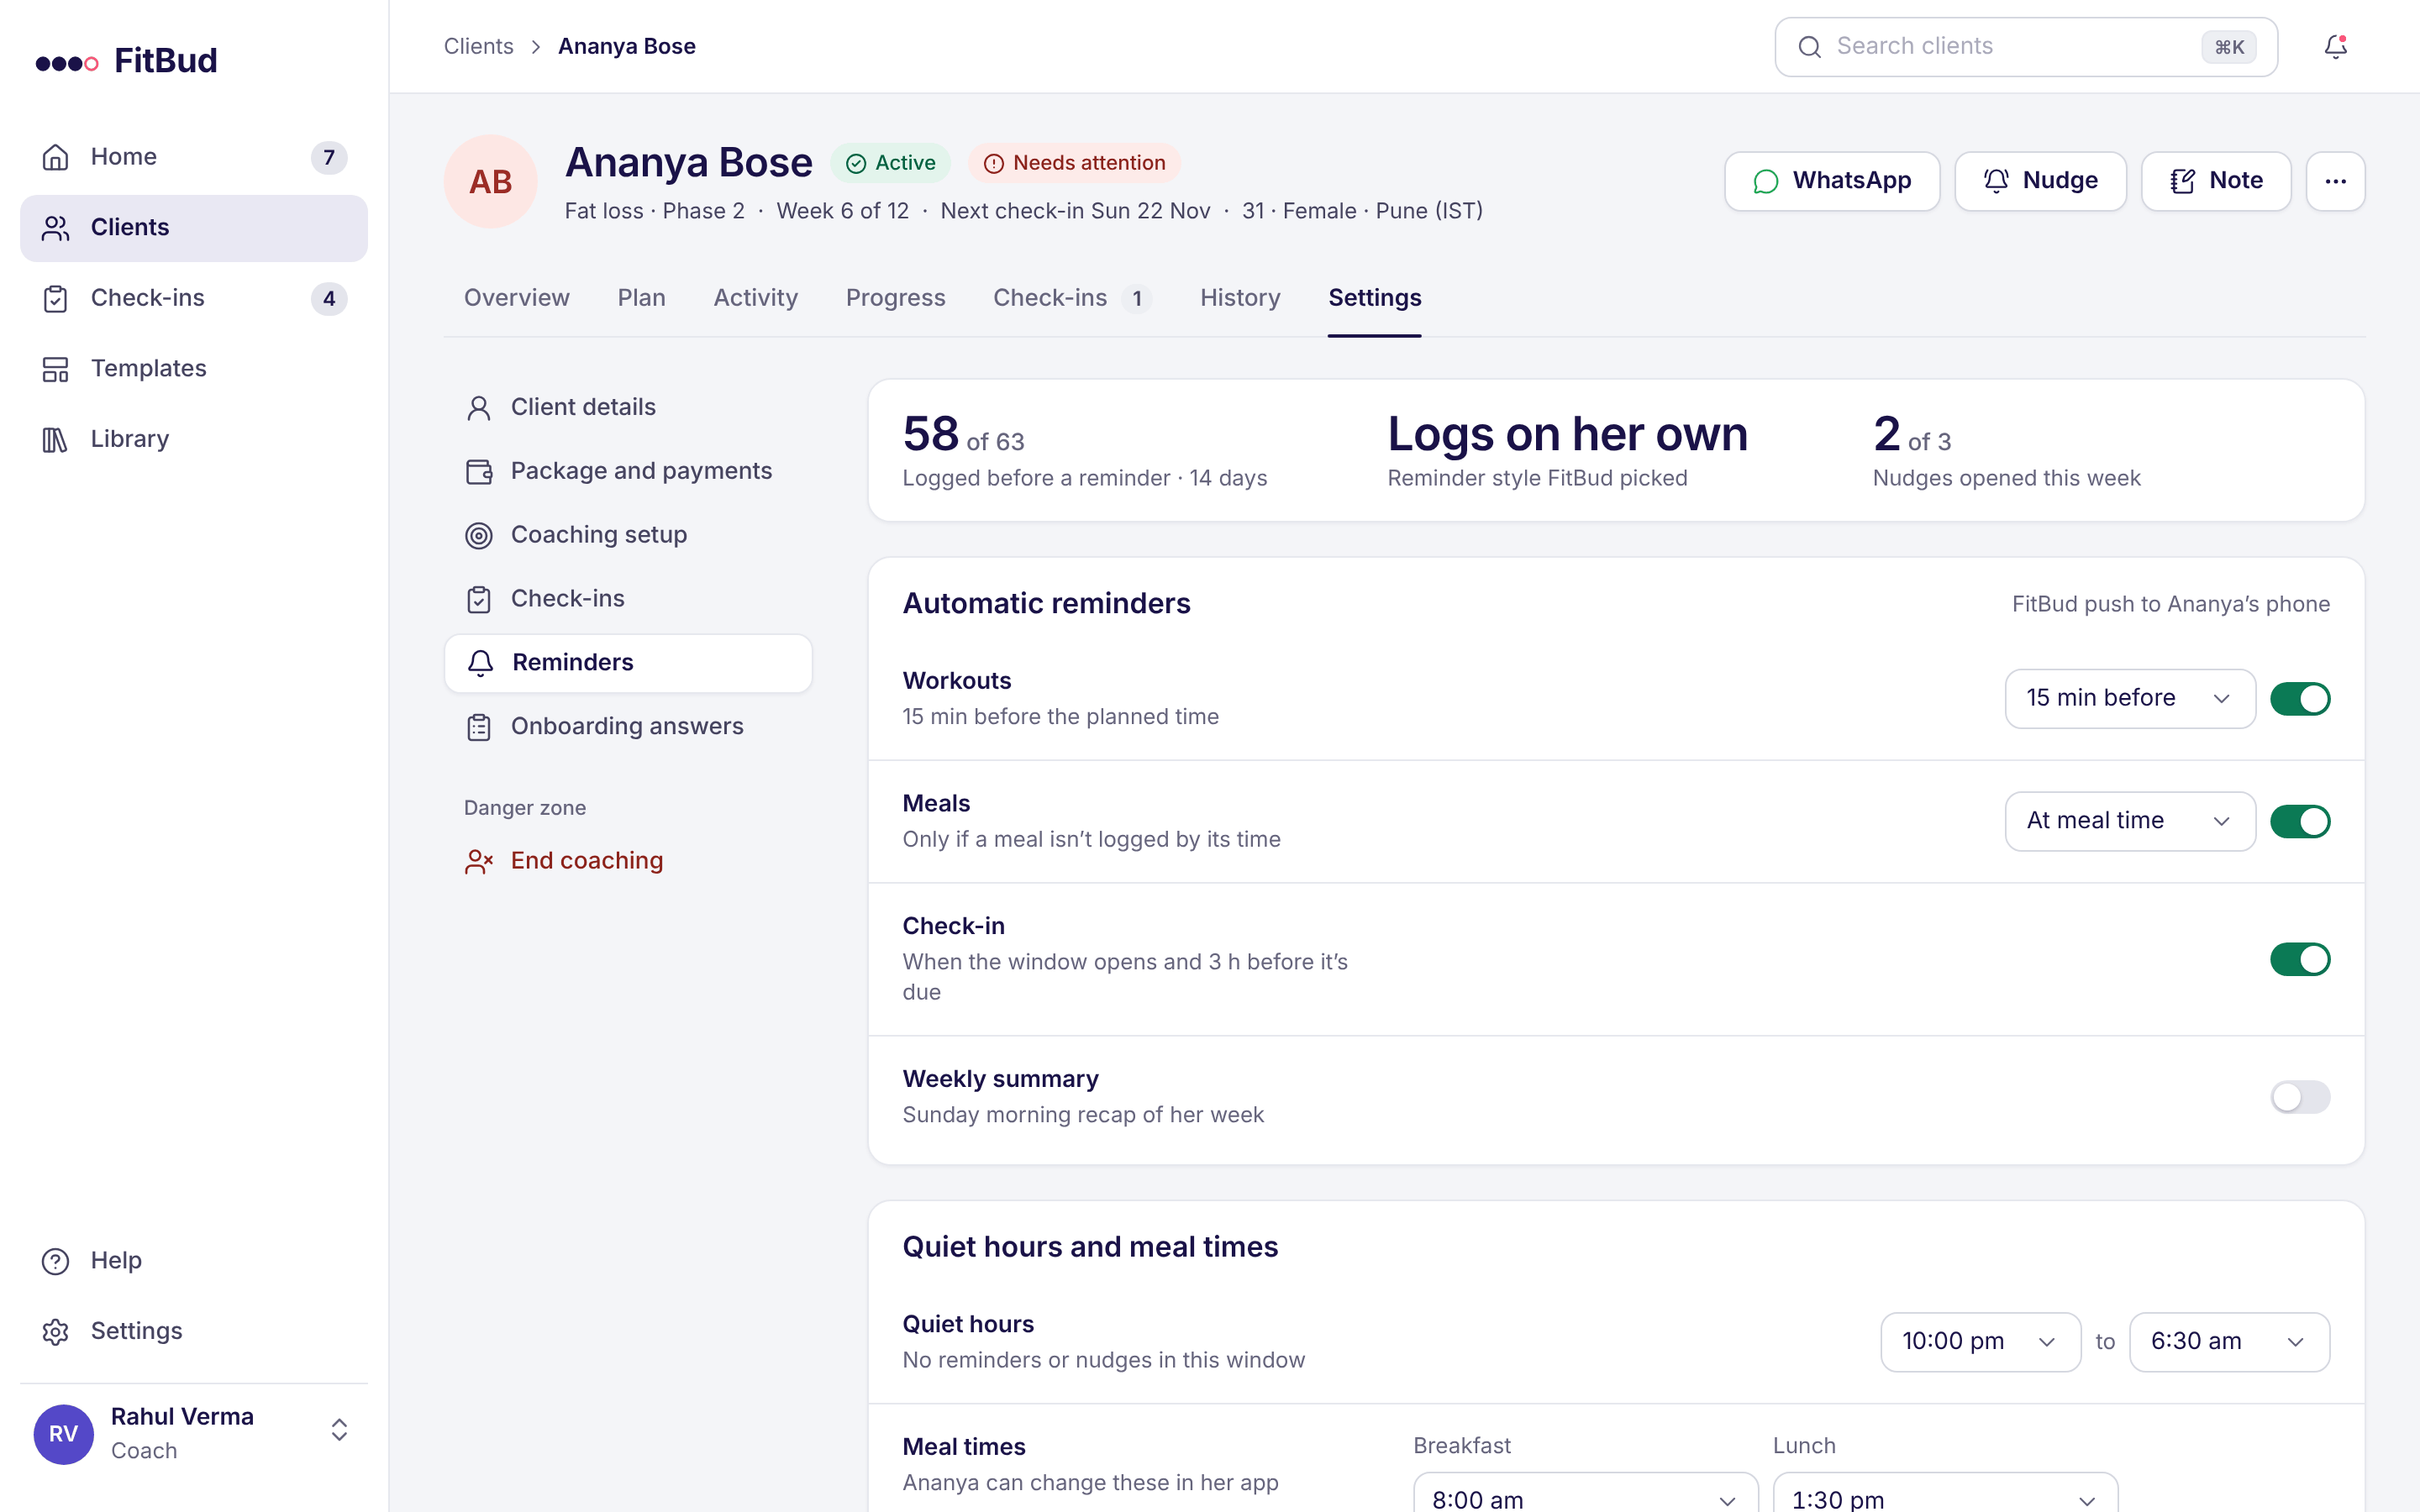 FitBud
Home 7
Clients
Check-ins 4
Templates
Library
Help
Settings
RV
Rahul Verma
Coach
Clients > Ananya Bose
Search clients ⌘K
AB
Ananya Bose Active Needs attention
Fat loss · Phase 2 · Week 6 of 12 · Next check-in Sun 22 Nov · 31 · Female · Pune (IST)
WhatsApp Nudge Note
Overview Plan Activity Progress Check-ins 1 History Settings
Client details
Package and payments
Coaching setup
Check-ins
Reminders
Onboarding answers
Danger zone
End coaching
58 of 63
Logged before a reminder · 14 days
Logs on her own
Reminder style FitBud picked
2 of 3
Nudges opened this week
Automatic reminders
FitBud push to Ananya’s phone
Workouts
15 min before the planned time
15 min before
Meals
Only if a meal isn’t logged by its time
At meal time
Check-in
When the window opens and 3 h before it’s
due
Weekly summary
Sunday morning recap of her week
Quiet hours and meal times
Quiet hours
No reminders or nudges in this window
10:00 pm to 6:30 am
Meal times
Ananya can change these in her app
Breakfast
8:00 am
Lunch
1:30 pm